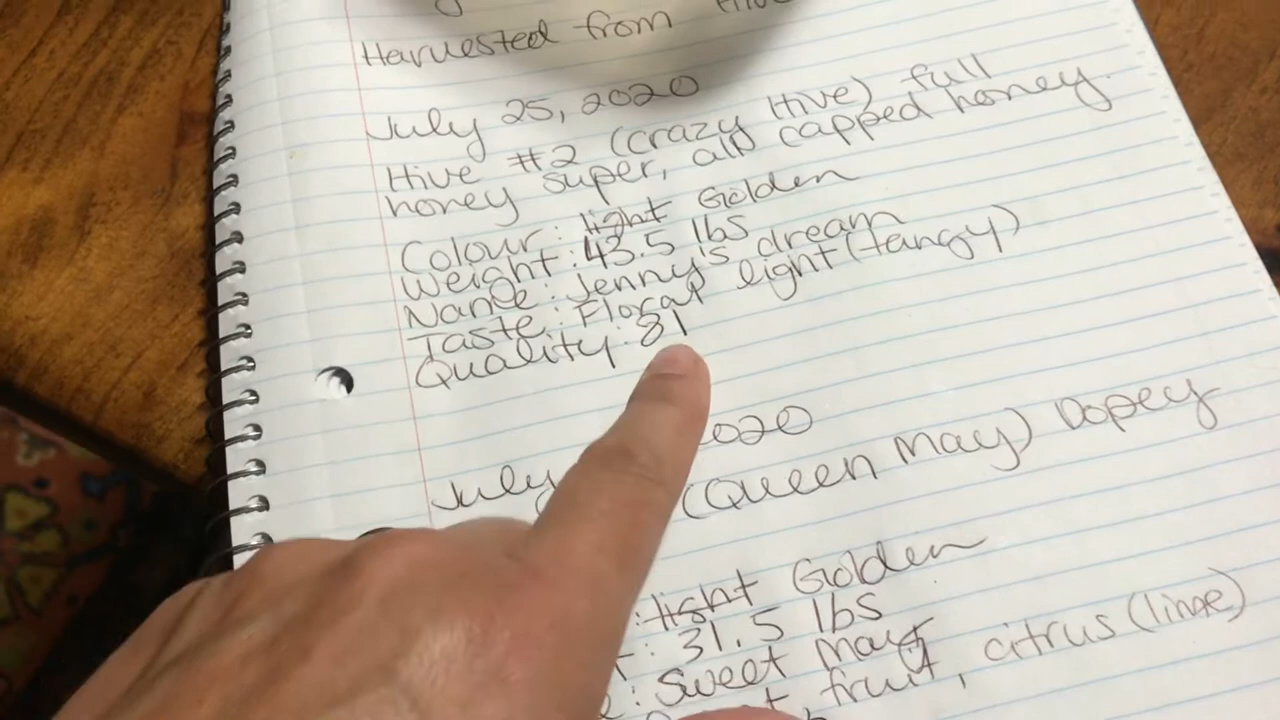 Harvested from
July 25, 2020
Hive #2 (crazy Hive) full
honey super, all capped honey.
Colour: light Golden
Weight: 43.5 lbs
Name: Jenny's dream
Taste: Floral light (tangy)
Quality: 81
July 2020
(Queen May) Dopey
: light Golden
: 31.5 lbs
: Sweet May
fruit, citrus (lime)